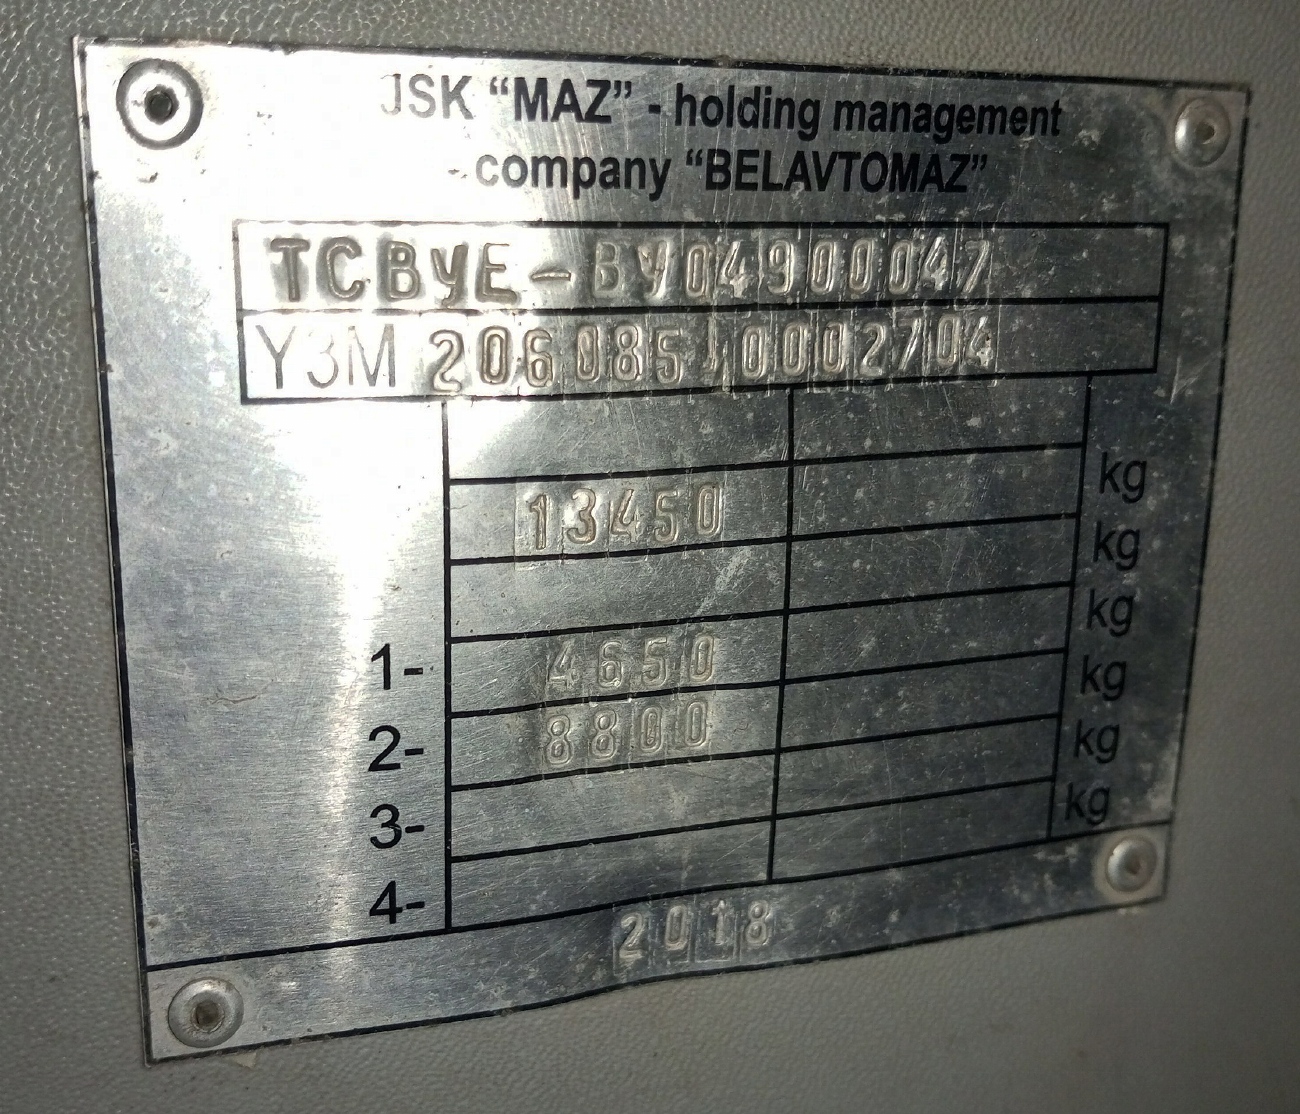 JSK “MAZ” - holding management
company “BELAVTOMAZ”
TCBYE-BY04900047
Y3M 206085J0002704
kg
13450 kg
kg
1- 4650 kg
2- 8800 kg
3- kg
4-
2018